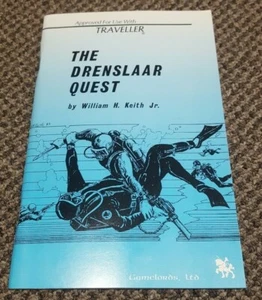 Approved For Use With
TRAVELLER
THE
DRENSLAAR
QUEST
by William H. Keith Jr.
Gamelords, Ltd